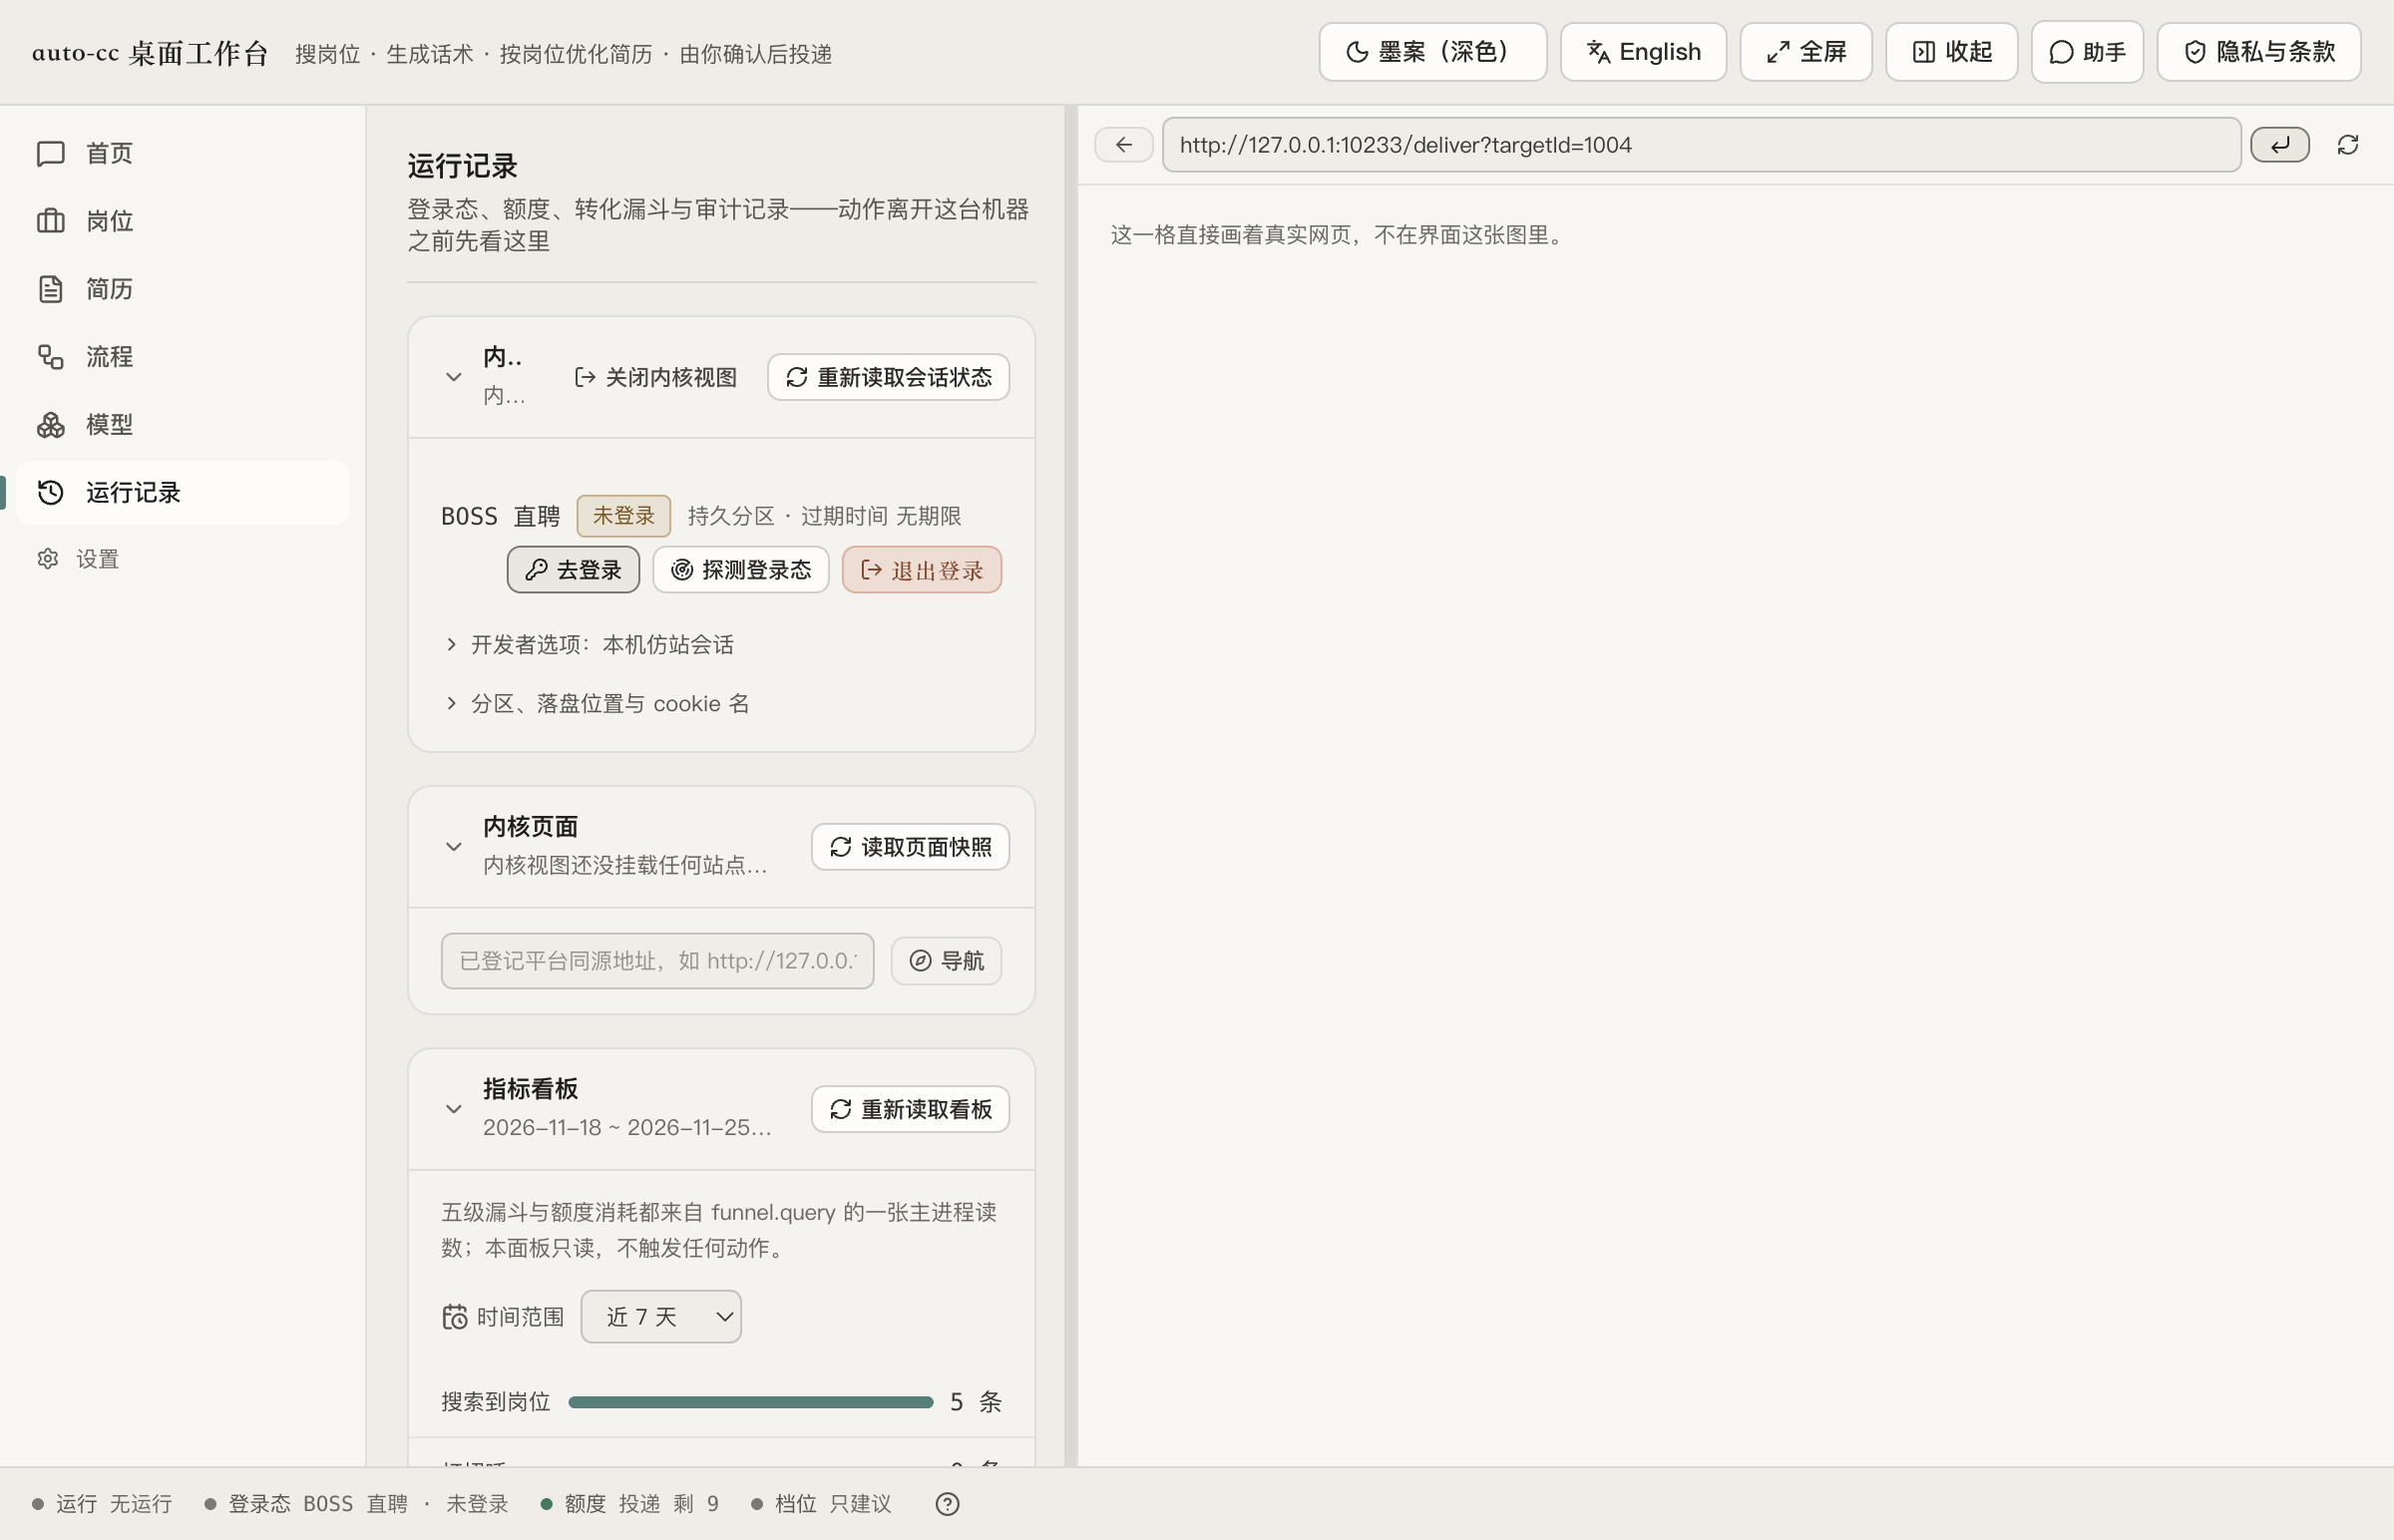 auto-cc 桌面工作台
搜岗位 · 生成话术 · 按岗位优化简历 · 由你确认后投递
墨案（深色）
English
全屏
收起
助手
隐私与条款
首页
岗位
简历
流程
模型
运行记录
设置
运行记录
登录态、额度、转化漏斗与审计记录——动作离开这台机器
之前先看这里
内..
内...
关闭内核视图
重新读取会话状态
BOSS 直聘
未登录
持久分区 · 过期时间 无期限
去登录
探测登录态
退出登录
开发者选项：本机仿站会话
分区、落盘位置与 cookie 名
内核页面
内核视图还没挂载任何站点...
读取页面快照
已登记平台同源地址，如 http://127.0.0.
导航
指标看板
2026-11-18 ~ 2026-11-25...
重新读取看板
五级漏斗与额度消耗都来自 funnel.query 的一张主进程读
数；本面板只读，不触发任何动作。
时间范围
近 7 天
搜索到岗位
5 条
http://127.0.0.1:10233/deliver?targetId=1004
这一格直接画着真实网页，不在界面这张图里。
运行 无运行
登录态 BOSS 直聘 · 未登录
额度 投递 剩 9
档位 只建议